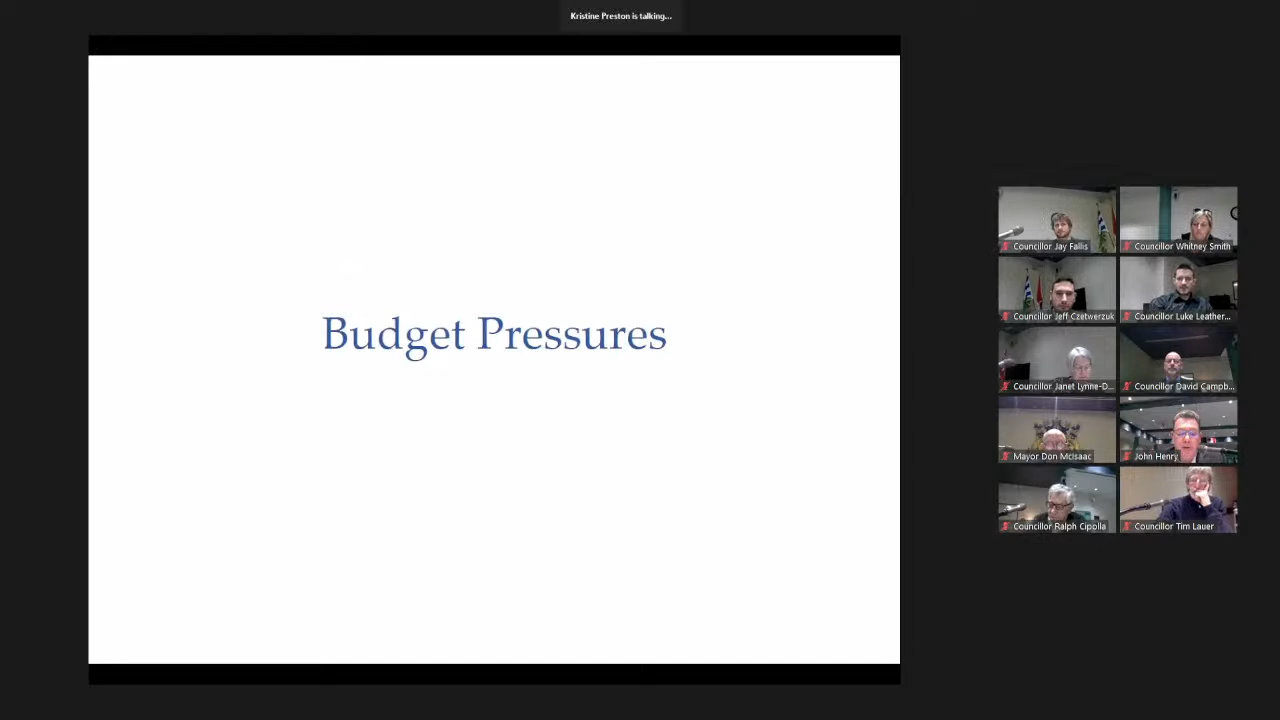 Kristine Preston is talking...
Budget Pressures
Councillor Jay Fallis
Councillor Whitney Smith
Councillor Jeff Czetwerzuk
Councillor Luke Leather...
Councillor Janet Lynne-D...
Councillor David Campb...
Mayor Don McIsaac
John Henry
Councillor Ralph Cipolla
Councillor Tim Lauer